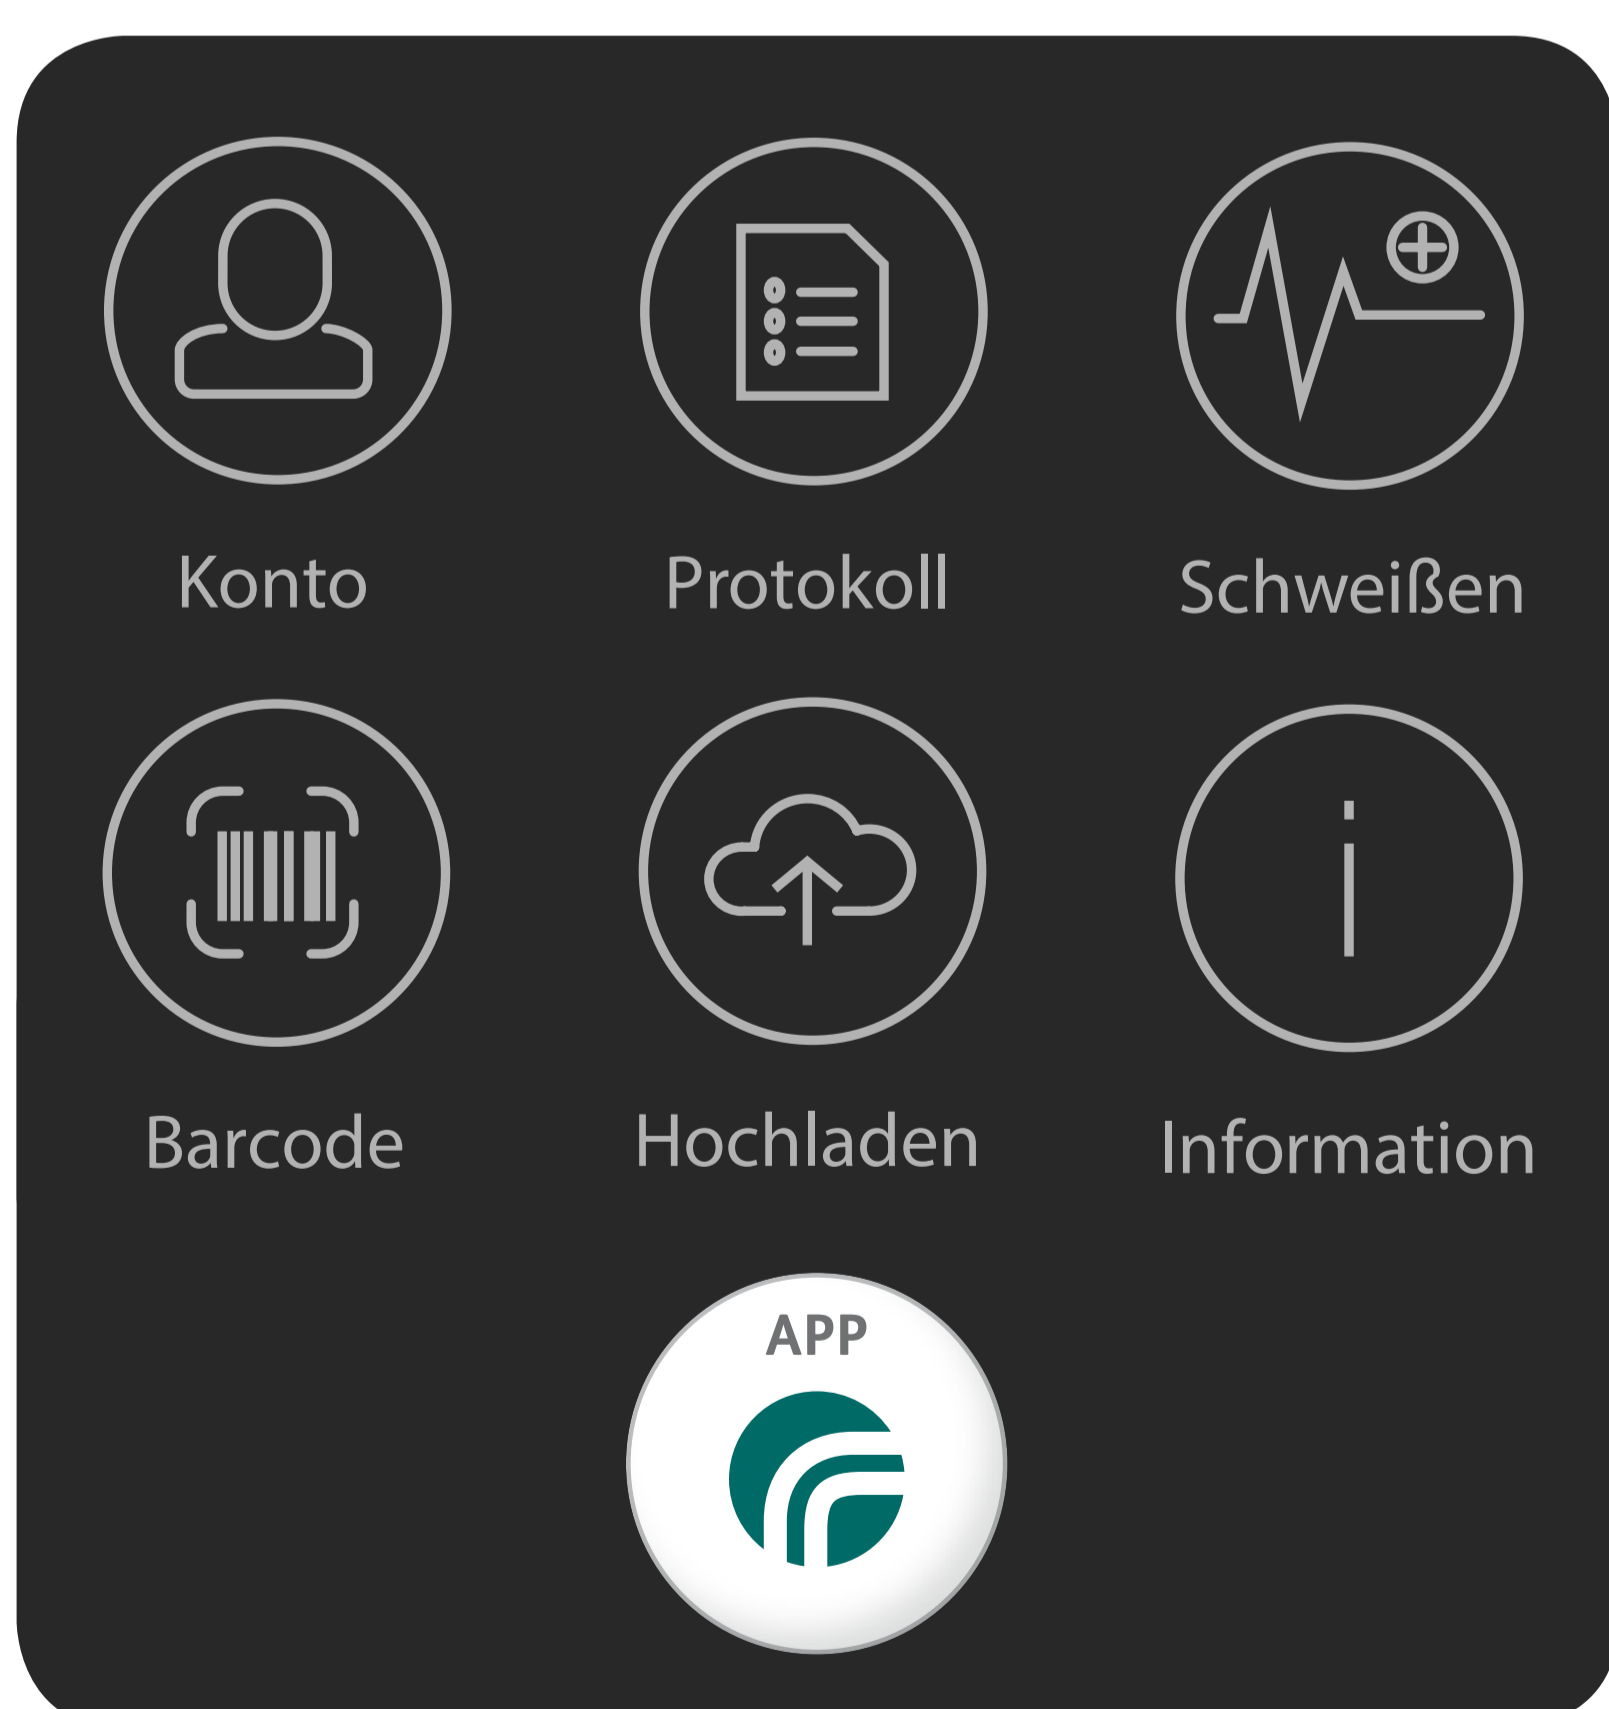 Konto
Protokoll
Schweißen
Barcode
Hochladen
Information
APP